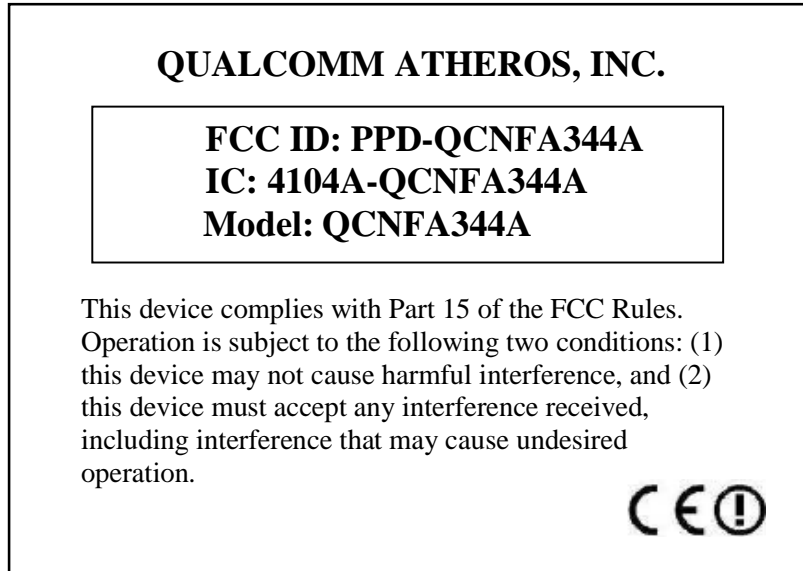 QUALCOMM ATHEROS, INC.
FCC ID: PPD-QCNFA344A
IC: 4104A-QCNFA344A
Model: QCNFA344A
This device complies with Part 15 of the FCC Rules.
Operation is subject to the following two conditions: (1)
this device may not cause harmful interference, and (2)
this device must accept any interference received,
including interference that may cause undesired
operation.
CE!